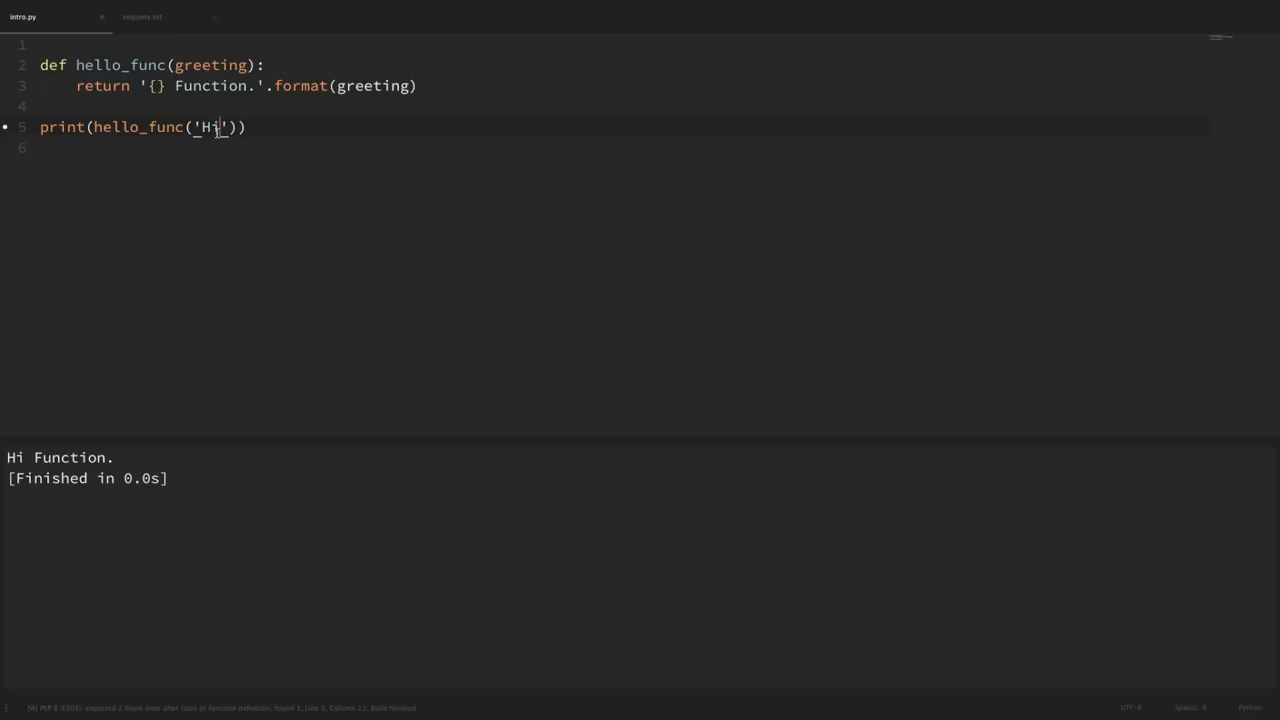 intro.py
snippets.txt
1
2 def hello_func(greeting):
3 return '{} Function.'.format(greeting)
4
5 print(hello_func('Hi'))
6
Hi Function.
[Finished in 0.0s]
[W] PEP 8 (E305): expected 2 blank lines after class or function definition, found 1, Line 5, Column 21; Build finished
UTF-8
Spaces: 4
Python